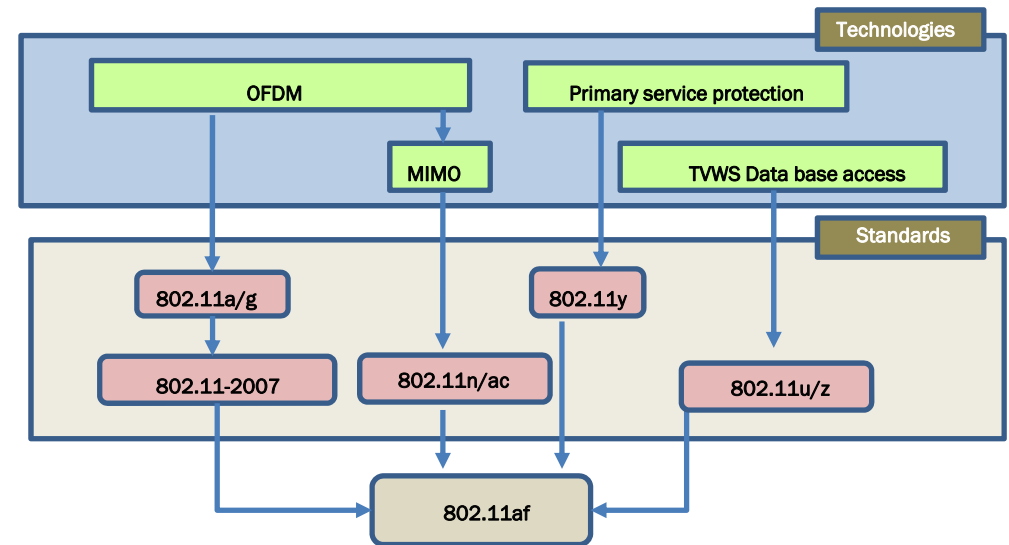 Technologies
OFDM
Primary service protection
MIMO
TVWS Data base access
Standards
802.11a/g
802.11y
802.11-2007
802.11n/ac
802.11u/z
802.11af